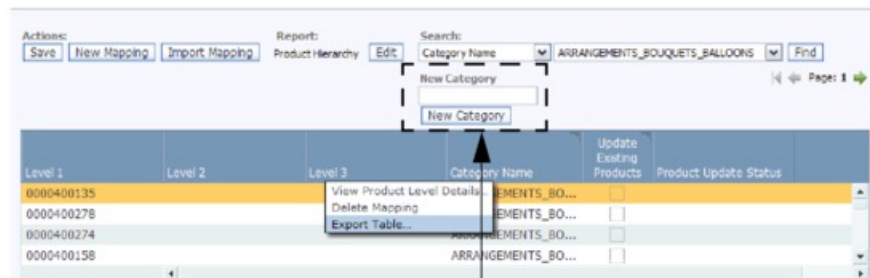 Actions:
Save New Mapping Import Mapping
Report:
Product Hierarchy Edit
Search:
Category Name ARRANGEMENTS_BOUQUETS_BALLOONS Find
New Category
New Category
Page: 1
Level 1 Level 2 Level 3 Category Name Update Existing Products Product Update Status
0000400135 EMENTS_BO...
0000400278 EMENTS_BO...
0000400274 ARRANGEMENTS_BO...
0000400158 ARRANGEMENTS_BO...
View Product Level Details...
Delete Mapping
Export Table...